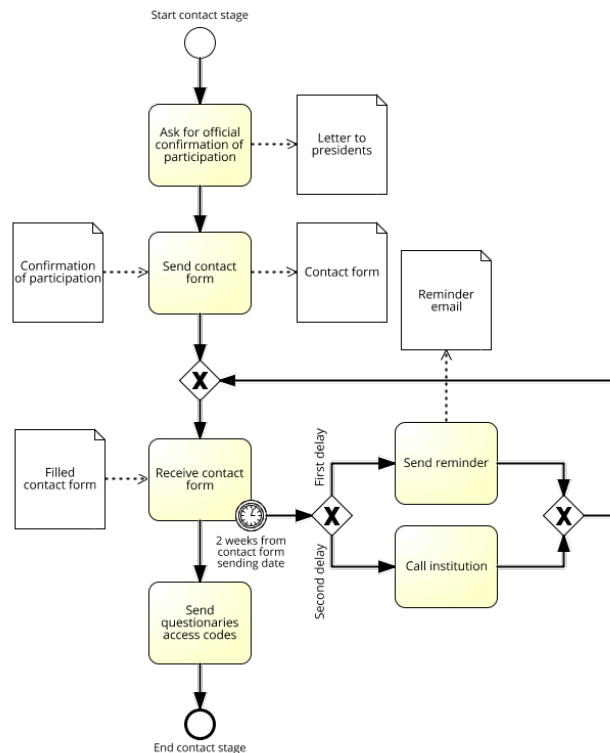 Start contact stage
Ask for official
confirmation of
participation
Letter to
presidents
Confirmation
of participation
Send contact
form
Contact form
Reminder
email
X
Filled
contact form
Receive contact
form
2 weeks from
contact form
sending date
First delay
Second delay
X
Send reminder
Call institution
X
Send
questionaries
access codes
End contact stage